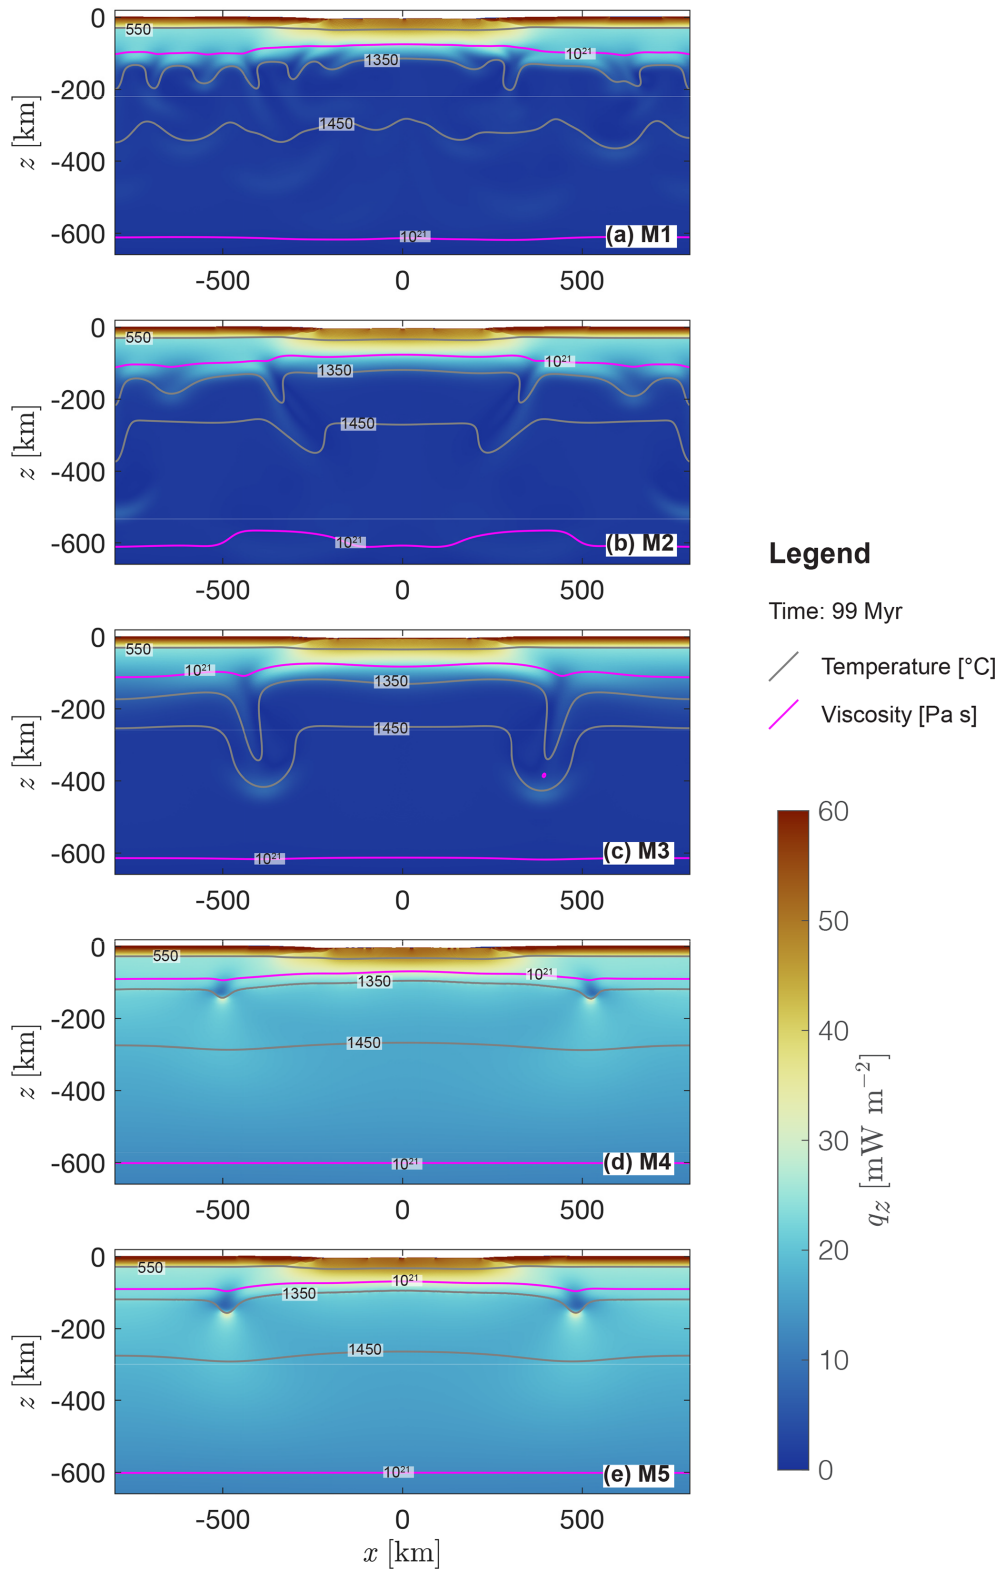 0
-200
-400
-600
z [km]
550
10²¹
1350
1450
10²¹
(a) M1
-500 0 500
0
-200
-400
-600
z [km]
550
10²¹
1350
1450
10²¹
(b) M2
-500 0 500
0
-200
-400
-600
z [km]
550
10²¹
1350
1450
10²¹
(c) M3
-500 0 500
0
-200
-400
-600
z [km]
550
10²¹
1350
1450
10²¹
(d) M4
-500 0 500
0
-200
-400
-600
z [km]
550
10²¹
1350
1450
10²¹
(e) M5
-500 0 500
x [km]
Legend
Time: 99 Myr
Temperature [°C]
Viscosity [Pa s]
60
50
40
30
20
10
0
q_z [mW m⁻²]